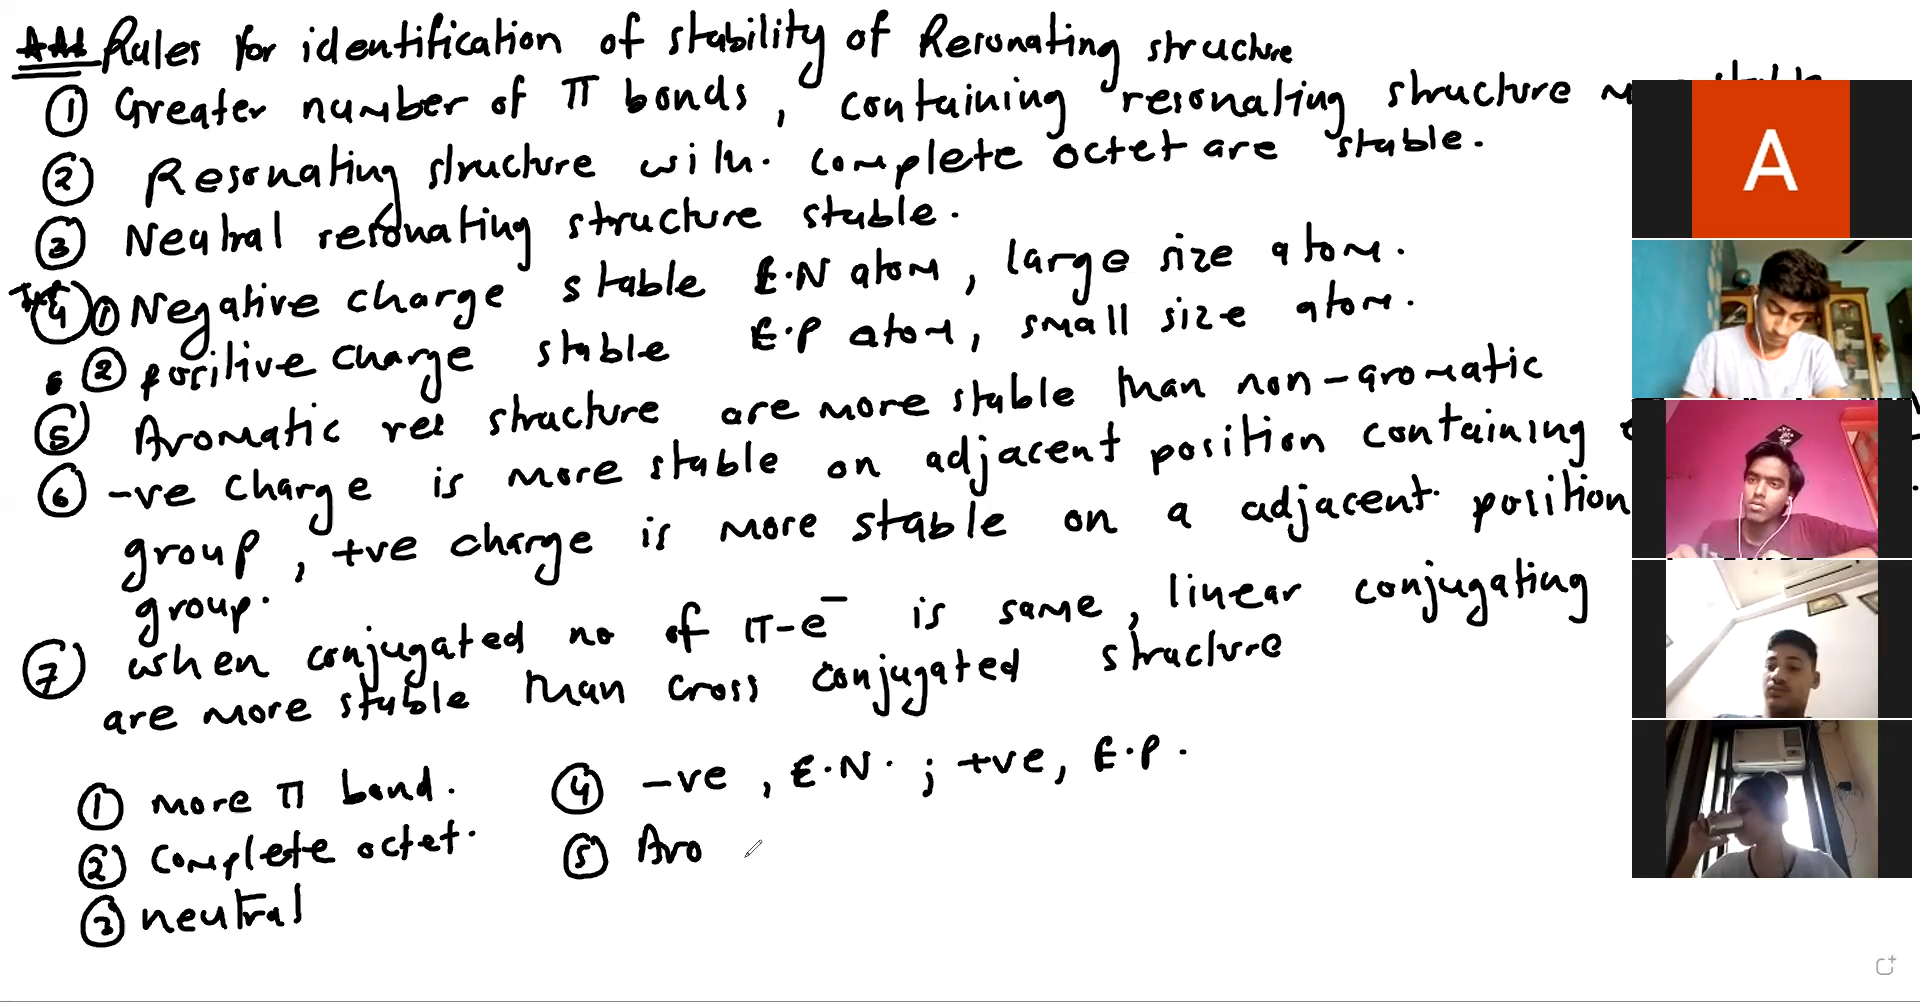 Rules for identification of stability of Resonating structure
① Greater number of π bonds, containing resonating structure
② Resonating structure with. complete octet are stable.
③ Neutral resonating structure stable.
④ ① Negative charge stable E.N atom, large size atom.
② positive charge stable E.P atom, small size atom.
⑤ Aromatic res structure are more stable than non-aromatic
⑥ -ve charge is more stable on adjacent position containing
group, +ve charge is more stable on a adjacent position
group.
⑦ when conjugated no of π-e⁻ is same, linear conjugating
are more stable than cross conjugated structure
① more π bond.
② complete octet.
③ neutral
④ -ve, E.N. ; +ve, E.P.
⑤ Aro
A